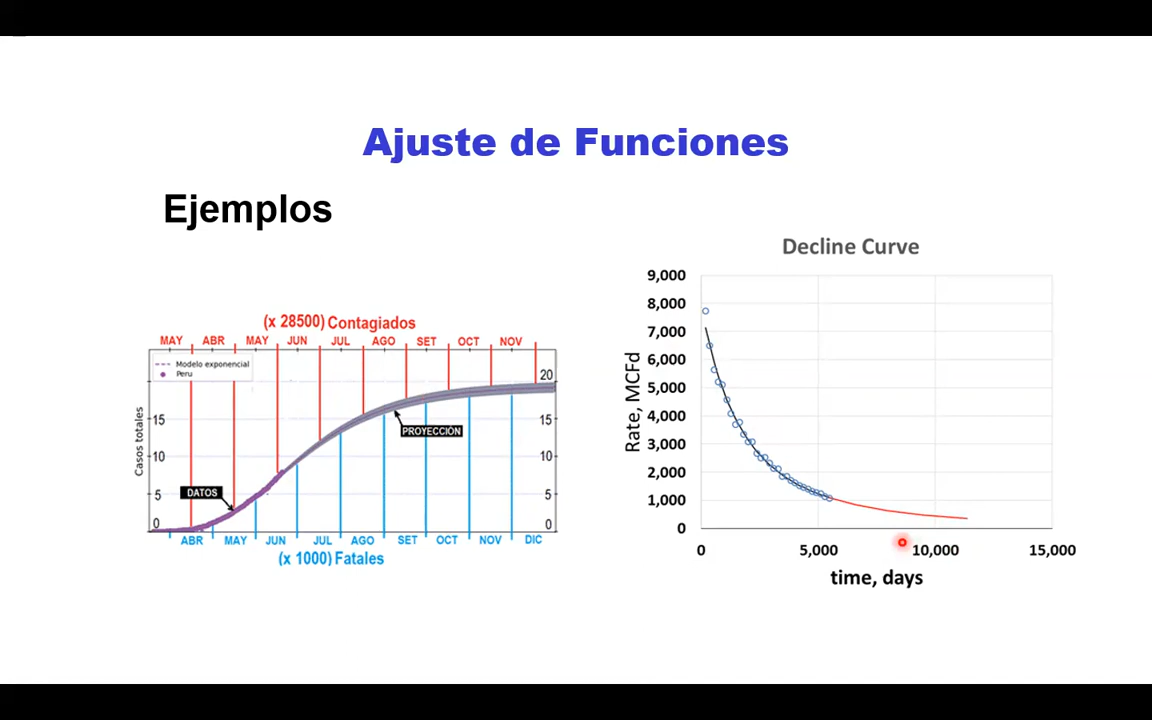 Ajuste de Funciones
Ejemplos
(x 28500) Contagiados
MAY ABR MAY JUN JUL AGO SET OCT NOV
Modelo exponencial
Peru
Casos totales
15
10
5
0
20
15
10
5
0
PROYECCIÓN
DATOS
ABR MAY JUN JUL AGO SET OCT NOV DIC
(x 1000) Fatales
Decline Curve
Rate, MCFd
9,000
8,000
7,000
6,000
5,000
4,000
3,000
2,000
1,000
0
0 5,000 10,000 15,000
time, days